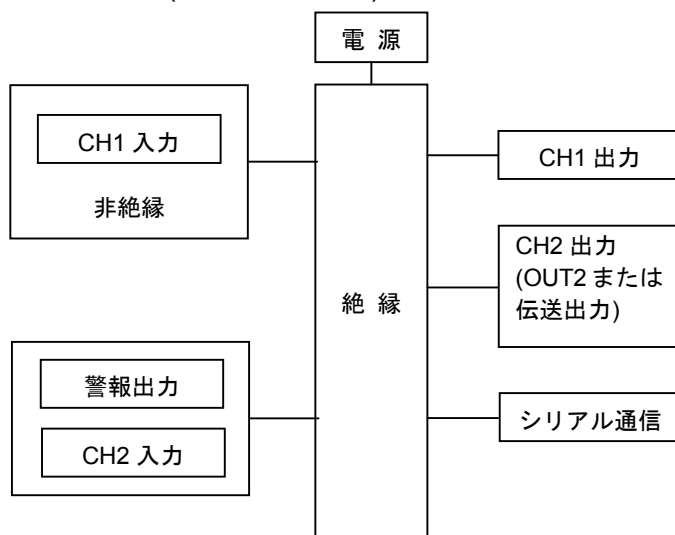 電 源
CH1 入力
非絶縁
警報出力
CH2 入力
絶 縁
CH1 出力
CH2 出力
(OUT2 または
伝送出力)
シリアル通信